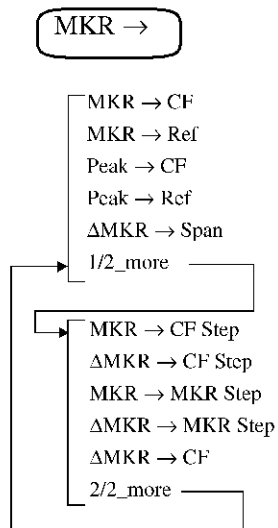 MKR →
MKR → CF
MKR → Ref
Peak → CF
Peak → Ref
ΔMKR → Span
1/2_more
MKR → CF Step
ΔMKR → CF Step
MKR → MKR Step
ΔMKR → MKR Step
ΔMKR → CF
2/2_more